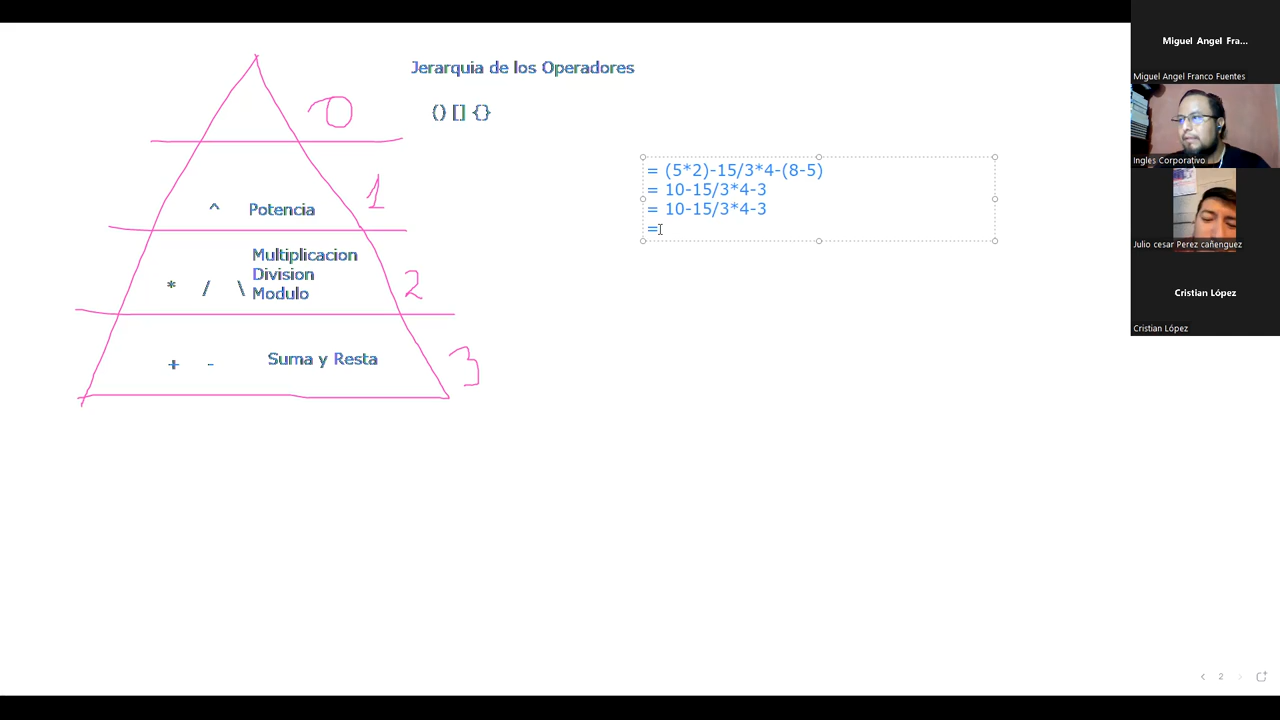 Jerarquia de los Operadores
() [] {}
0
1
^ Potencia
Multiplicacion
Division
* / \ Modulo
2
+ - Suma y Resta
3
= (5*2)-15/3*4-(8-5)
= 10-15/3*4-3
= 10-15/3*4-3
=
Miguel Angel Fra...
Miguel Angel Franco Fuentes
Ingles Corporativo
Julio cesar Perez cañenguez
Cristian López
Cristian López
2